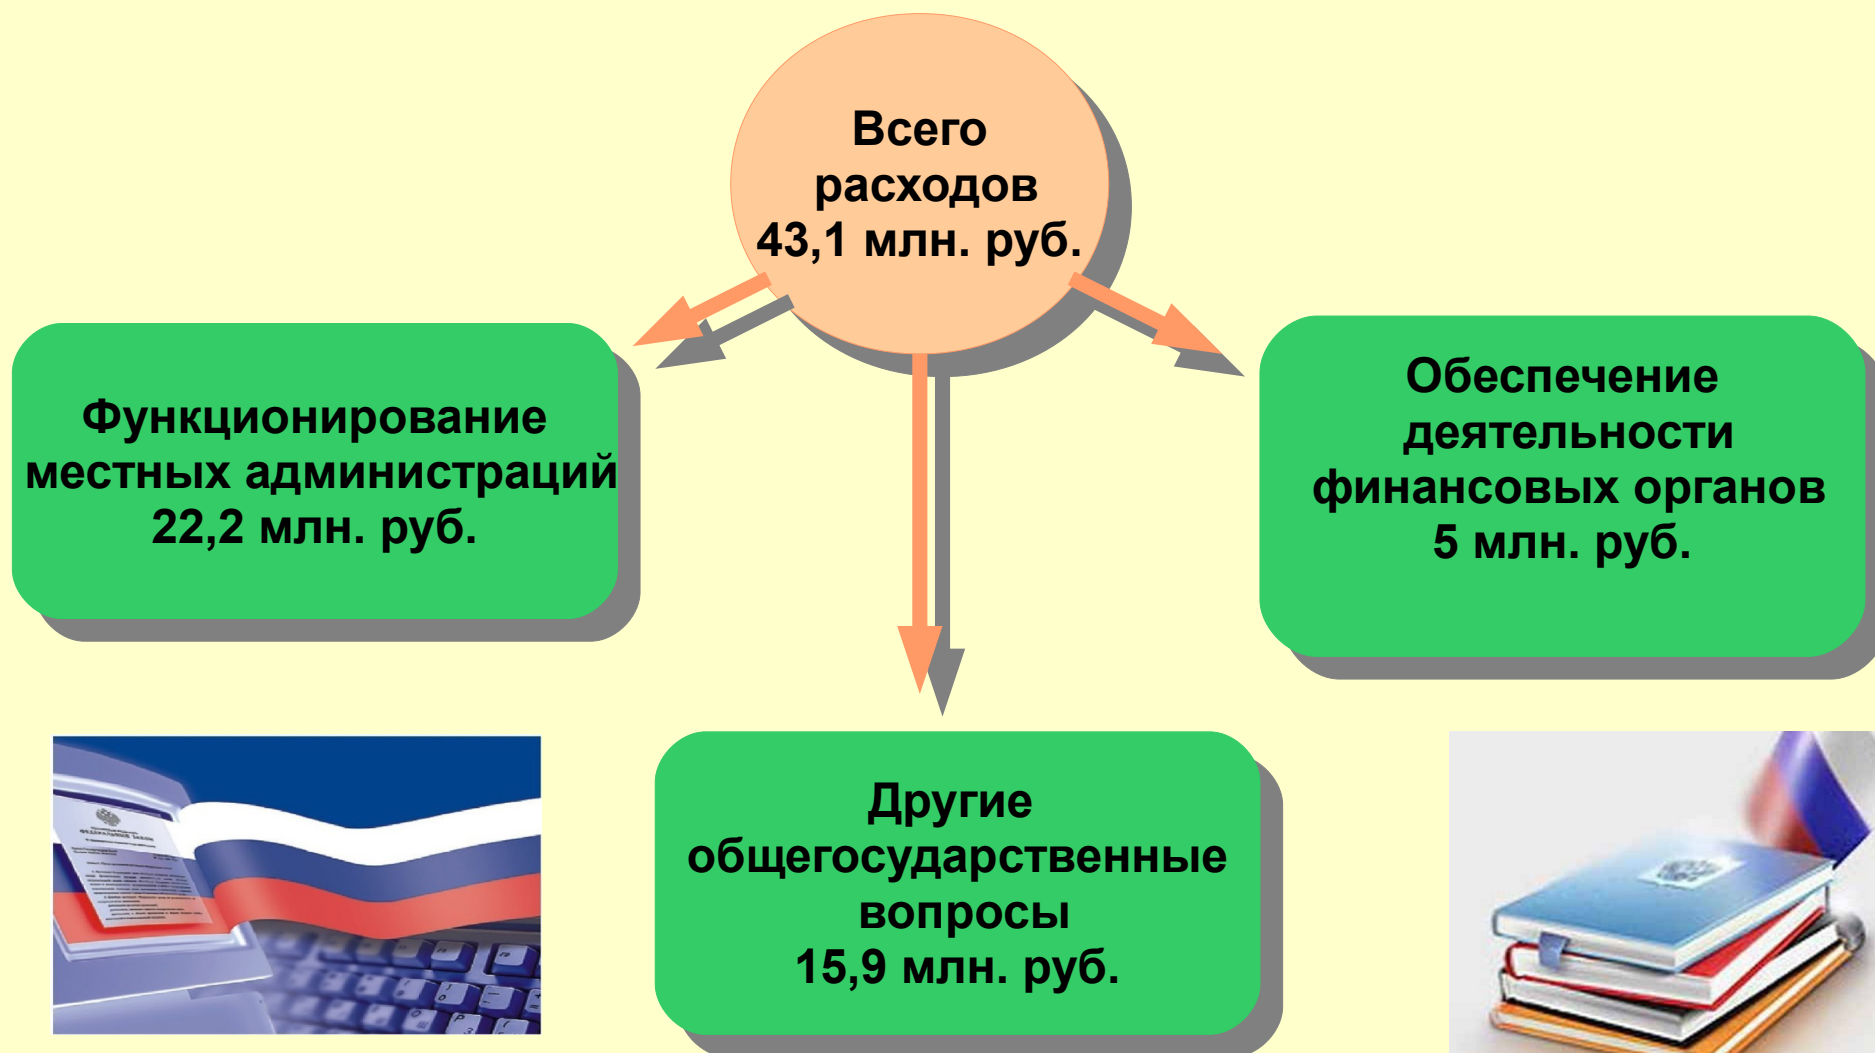 Всего
расходов
43,1 млн. руб.
Функционирование
местных администраций
22,2 млн. руб.
Обеспечение
деятельности
финансовых органов
5 млн. руб.
Другие
общегосударственные
вопросы
15,9 млн. руб.